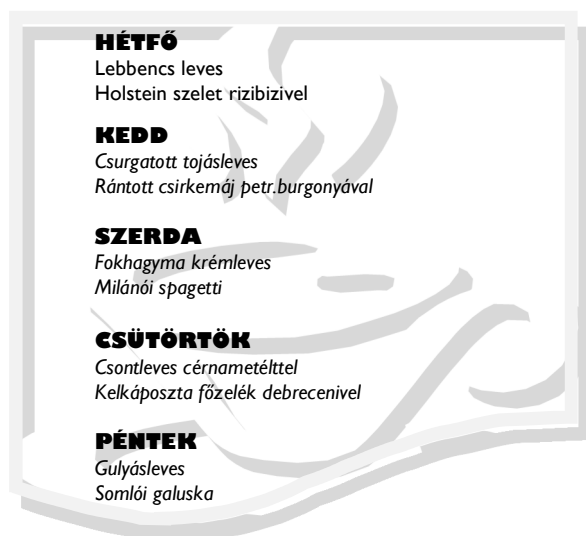 HÉTFŐ
Lebbencs leves
Holstein szelet rizibizivel
KEDD
Csurgatott tojásleves
Rántott csirkemáj petr.burgonyával
SZERDA
Fokhagyma krémleves
Milánói spagetti
CSÜTÖRTÖK
Csontleves cérnametélttel
Kelkáposzta főzelék debrecenivel
PÉNTEK
Gulyásleves
Somlói galuska